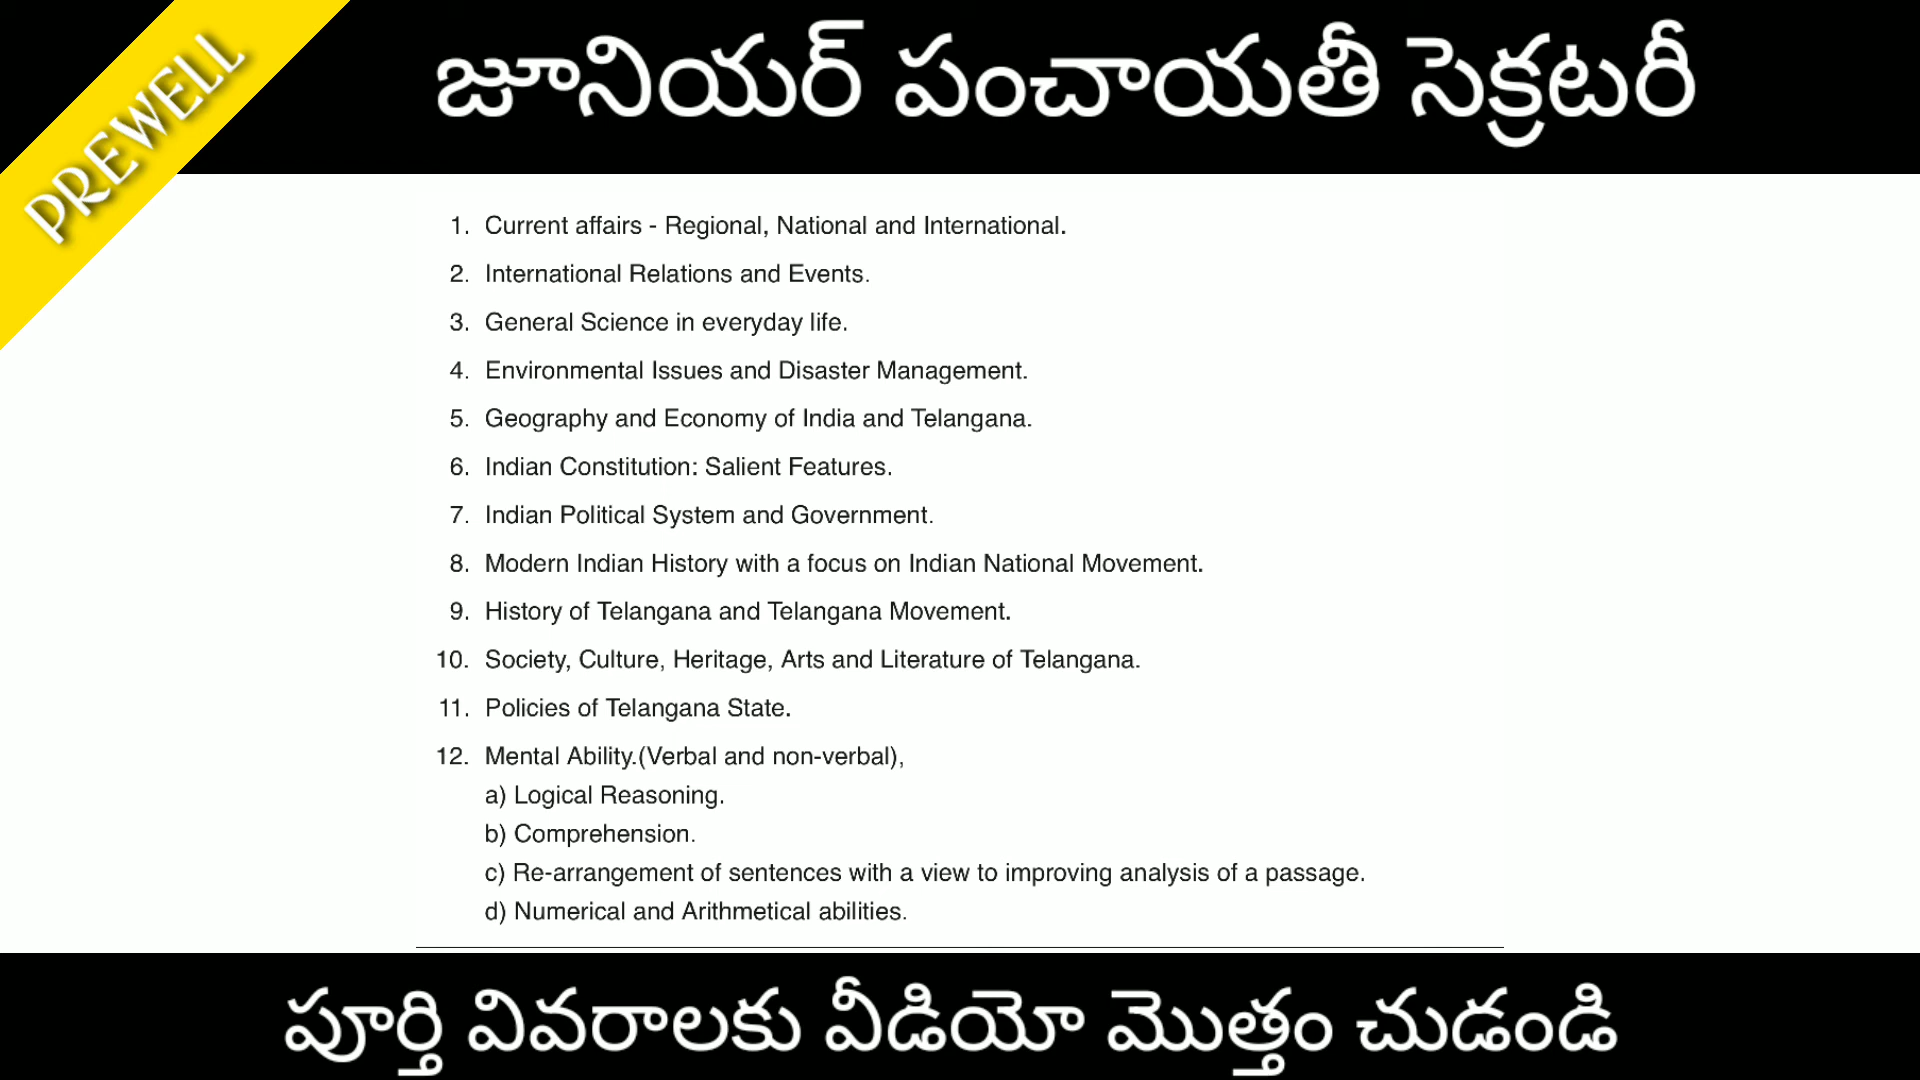 PREWELL
జూనియర్ పంచాయతీ సెక్రటరీ
1. Current affairs - Regional, National and International.
2. International Relations and Events.
3. General Science in everyday life.
4. Environmental Issues and Disaster Management.
5. Geography and Economy of India and Telangana.
6. Indian Constitution: Salient Features.
7. Indian Political System and Government.
8. Modern Indian History with a focus on Indian National Movement.
9. History of Telangana and Telangana Movement.
10. Society, Culture, Heritage, Arts and Literature of Telangana.
11. Policies of Telangana State.
12. Mental Ability.(Verbal and non-verbal),
a) Logical Reasoning.
b) Comprehension.
c) Re-arrangement of sentences with a view to improving analysis of a passage.
d) Numerical and Arithmetical abilities.
పూర్తి వివరాలకు వీడియో మొత్తం చుడండి